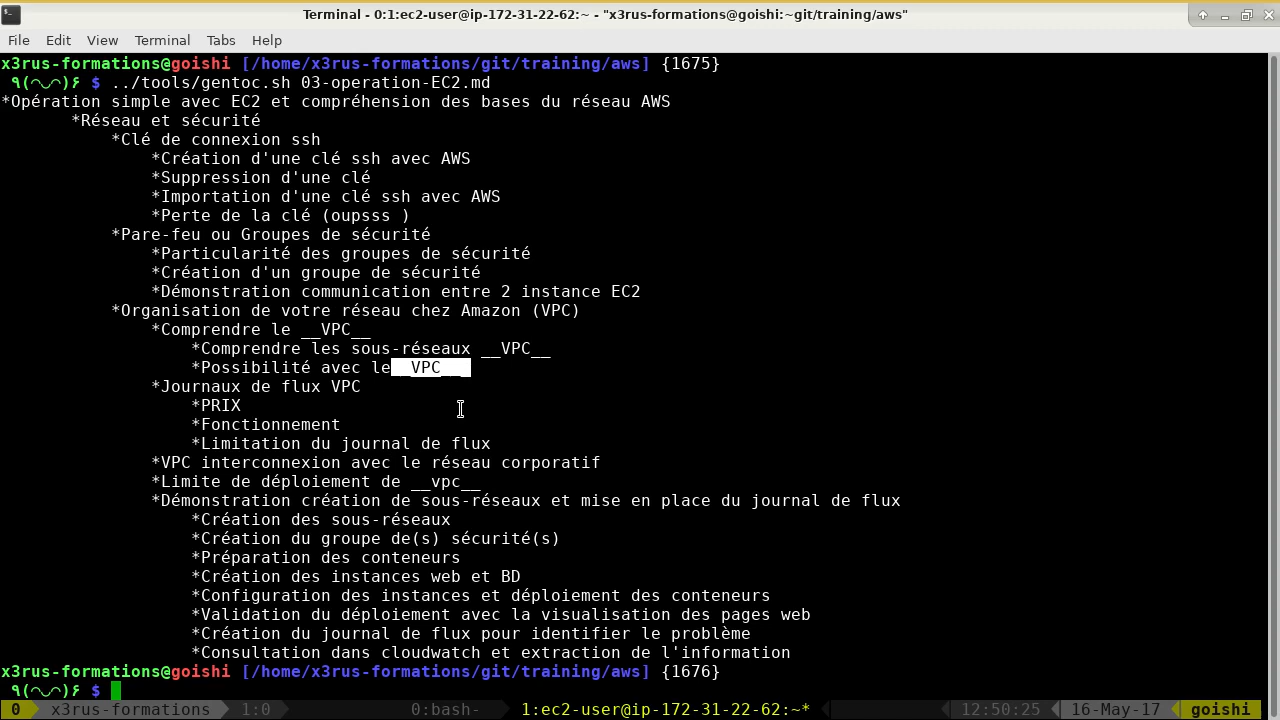 Terminal - 0:1:ec2-user@ip-172-31-22-62:~ - "x3rus-formations@goishi:~git/training/aws"
File Edit View Terminal Tabs Help
x3rus-formations@goishi [/home/x3rus-formations/git/training/aws] {1675}
٩(◠◡◠)۶ $ ../tools/gentoc.sh 03-operation-EC2.md
*Opération simple avec EC2 et compréhension des bases du réseau AWS
*Réseau et sécurité
*Clé de connexion ssh
*Création d'une clé ssh avec AWS
*Suppression d'une clé
*Importation d'une clé ssh avec AWS
*Perte de la clé (oupsss )
*Pare-feu ou Groupes de sécurité
*Particularité des groupes de sécurité
*Création d'un groupe de sécurité
*Démonstration communication entre 2 instance EC2
*Organisation de votre réseau chez Amazon (VPC)
*Comprendre le __VPC__
*Comprendre les sous-réseaux __VPC__
*Possibilité avec le __VPC__
*Journaux de flux VPC
*PRIX
*Fonctionnement
*Limitation du journal de flux
*VPC interconnexion avec le réseau corporatif
*Limite de déploiement de __vpc__
*Démonstration création de sous-réseaux et mise en place du journal de flux
*Création des sous-réseaux
*Création du groupe de(s) sécurité(s)
*Préparation des conteneurs
*Création des instances web et BD
*Configuration des instances et déploiement des conteneurs
*Validation du déploiement avec la visualisation des pages web
*Création du journal de flux pour identifier le problème
*Consultation dans cloudwatch et extraction de l'information
x3rus-formations@goishi [/home/x3rus-formations/git/training/aws] {1676}
٩(◠◡◠)۶ $
0 x3rus-formations 1:0 0:bash- 1:ec2-user@ip-172-31-22-62:~* 12:50:25 16-May-17 goishi